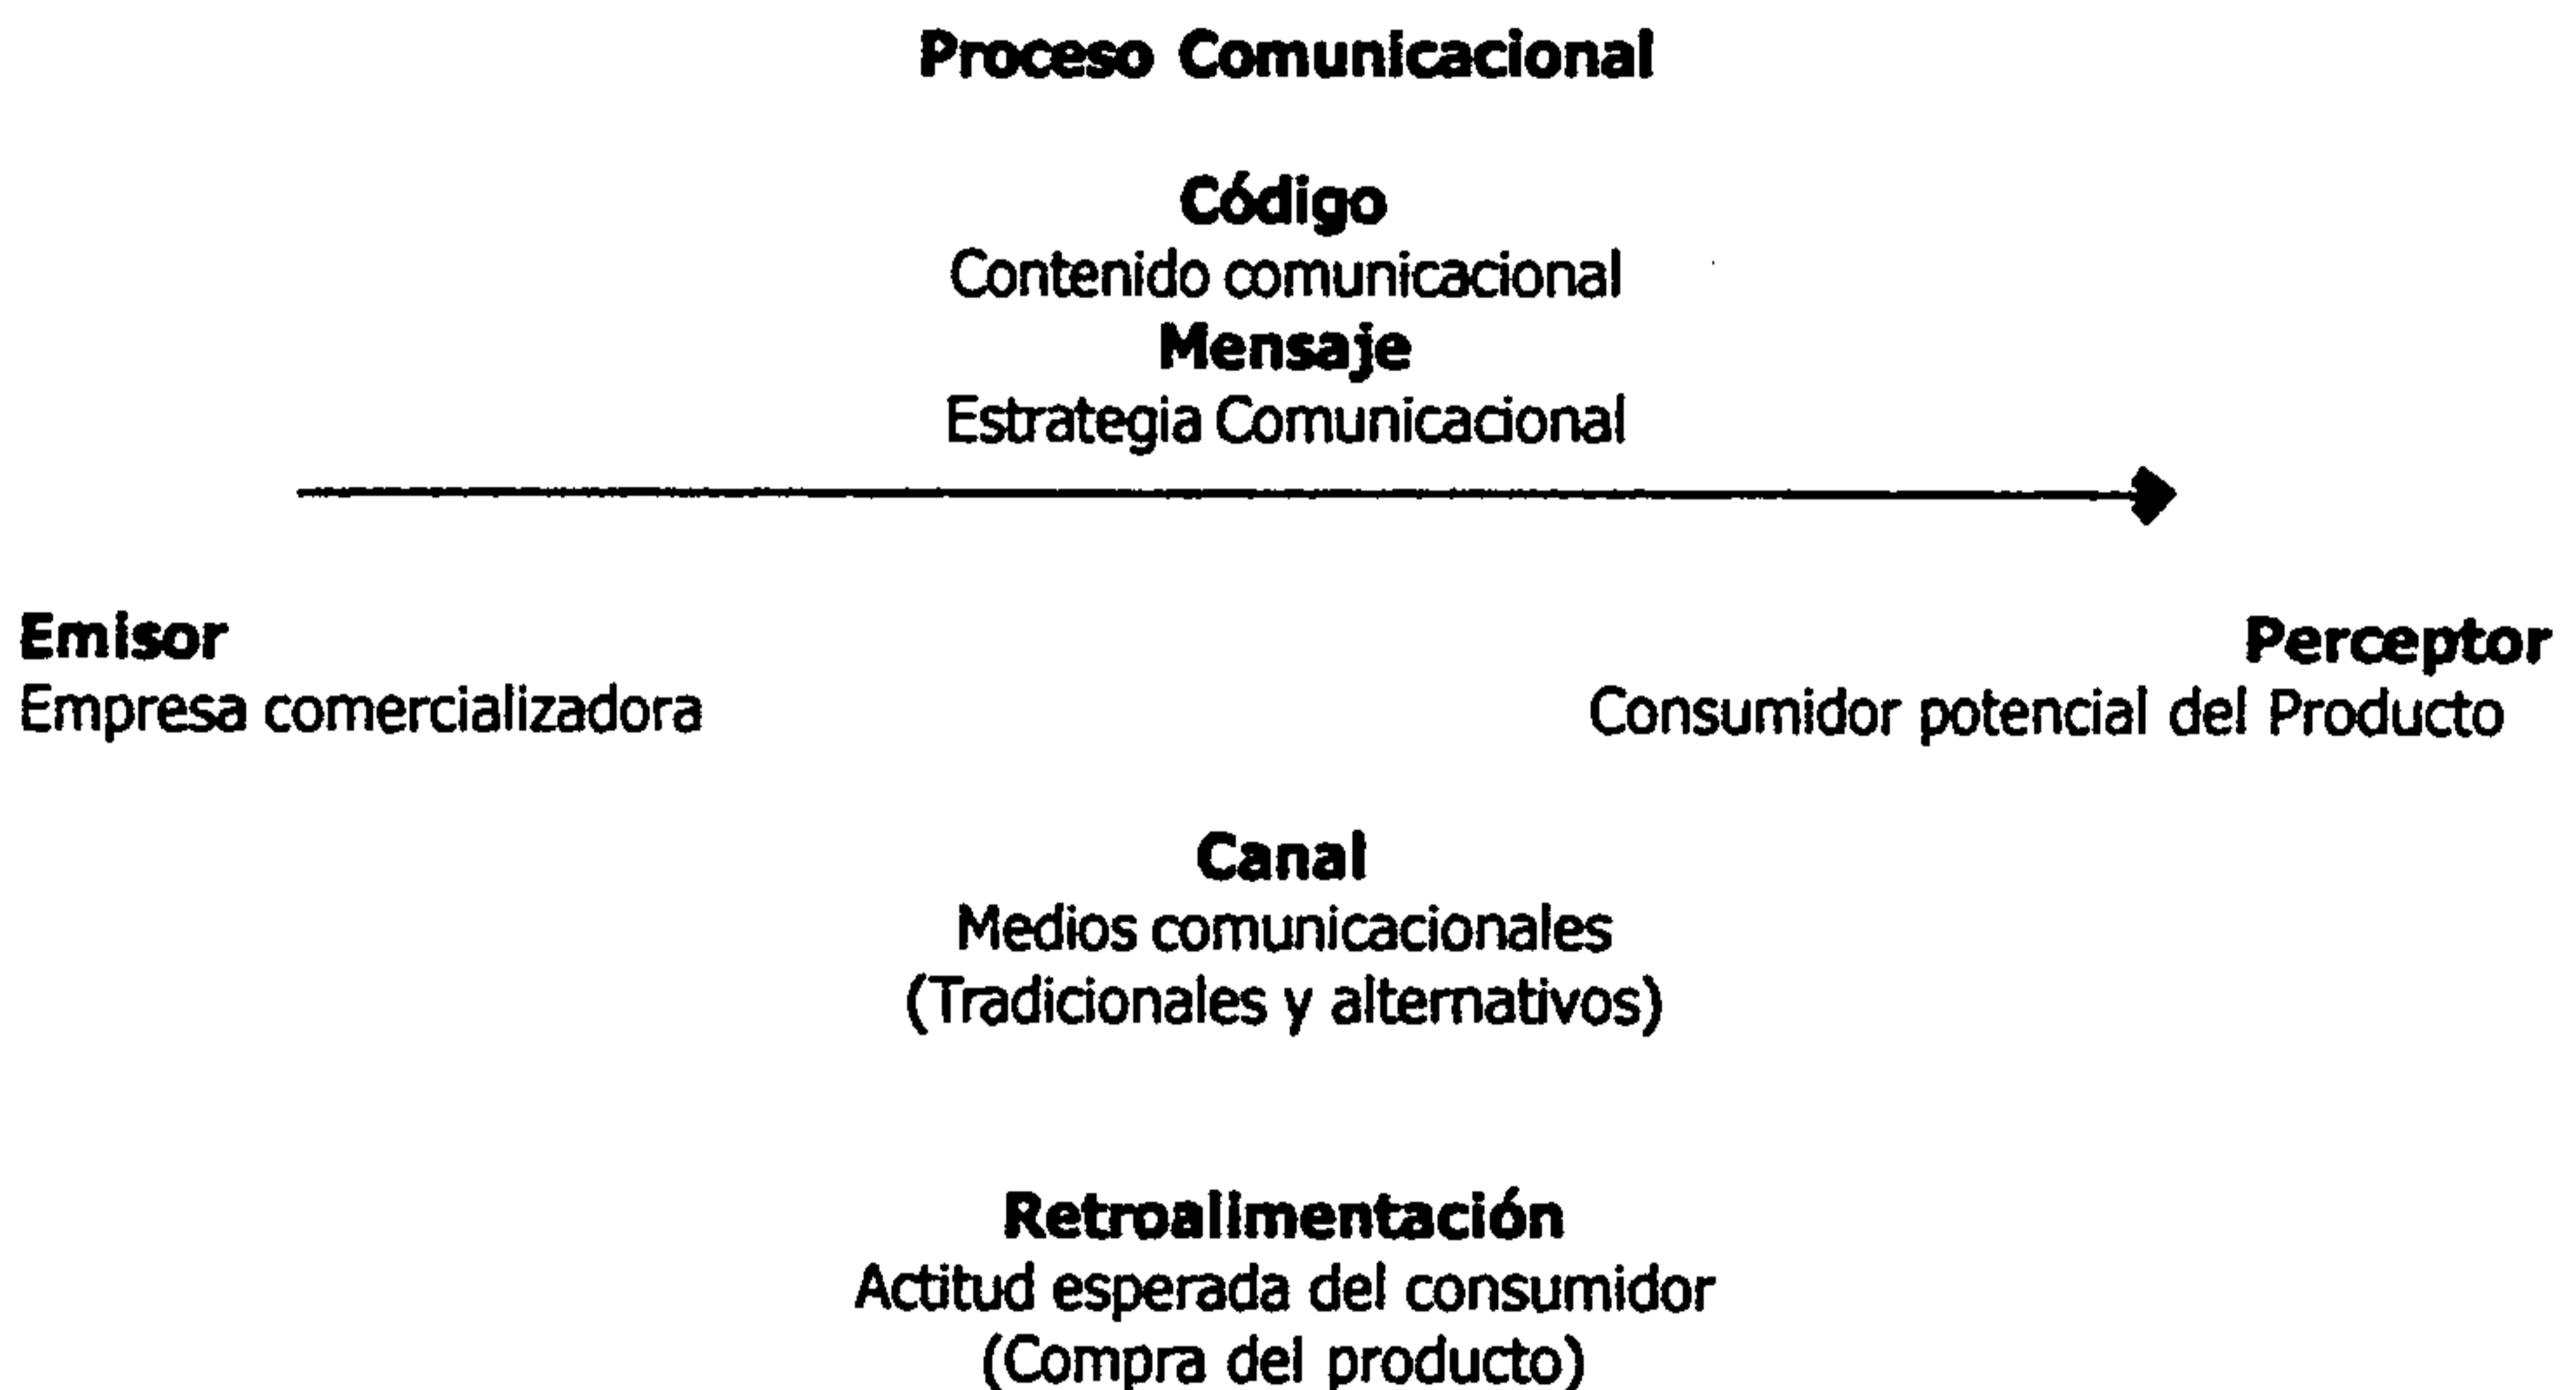 Proceso Comunicacional
Código
Contenido comunicacional
Mensaje
Estrategia Comunicacional
Emisor
Empresa comercializadora
Perceptor
Consumidor potencial del Producto
Canal
Medios comunicacionales
(Tradicionales y alternativos)
Retroalimentación
Actitud esperada del consumidor
(Compra del producto)